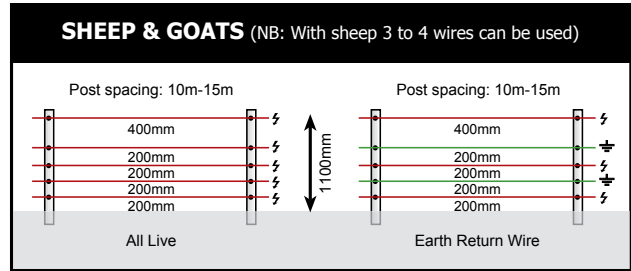 SHEEP & GOATS (NB: With sheep 3 to 4 wires can be used)
Post spacing: 10m-15m
400mm
200mm
200mm
200mm
200mm
All Live
1100mm
Post spacing: 10m-15m
400mm
200mm
200mm
200mm
200mm
Earth Return Wire